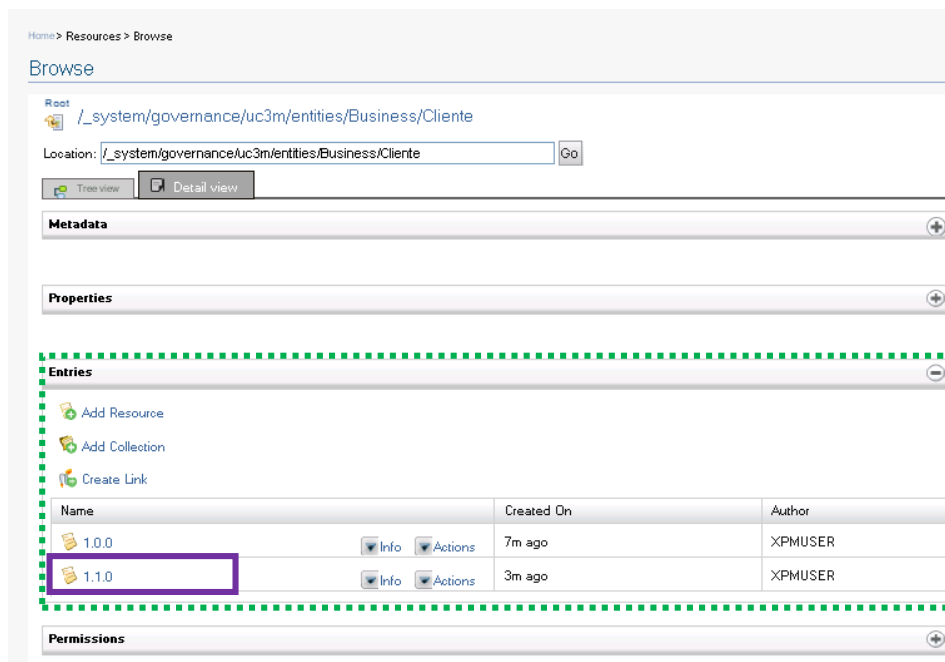 Home > Resources > Browse
Browse
Root
/_system/governance/uc3m/entities/Business/Cliente
Location: /_system/governance/uc3m/entities/Business/Cliente Go
Tree view Detail view
Metadata
Properties
Entries
Add Resource
Add Collection
Create Link
Name Created On Author
1.0.0 Info Actions 7m ago XPMUSER
1.1.0 Info Actions 3m ago XPMUSER
Permissions